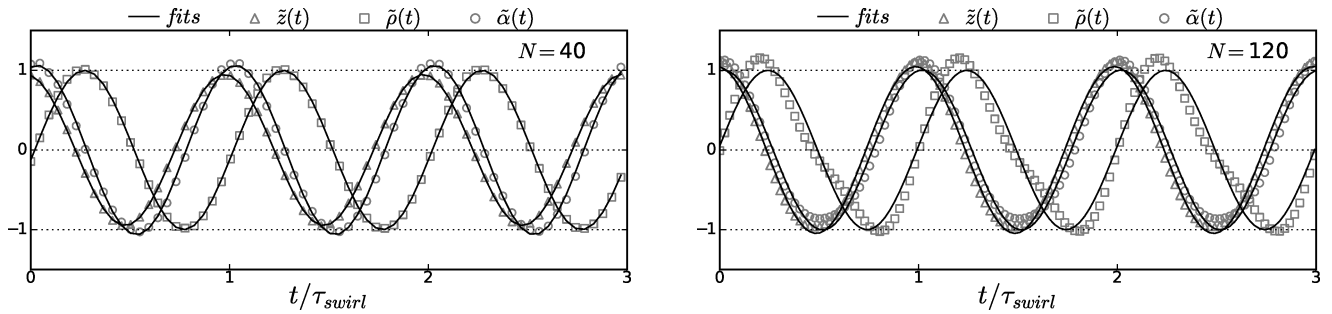 fits z̃(t) ρ̃(t) α̃(t)
N=40
1
0
−1
0 1 2 3
t/τ_swirl
fits z̃(t) ρ̃(t) α̃(t)
N=120
1
0
−1
0 1 2 3
t/τ_swirl